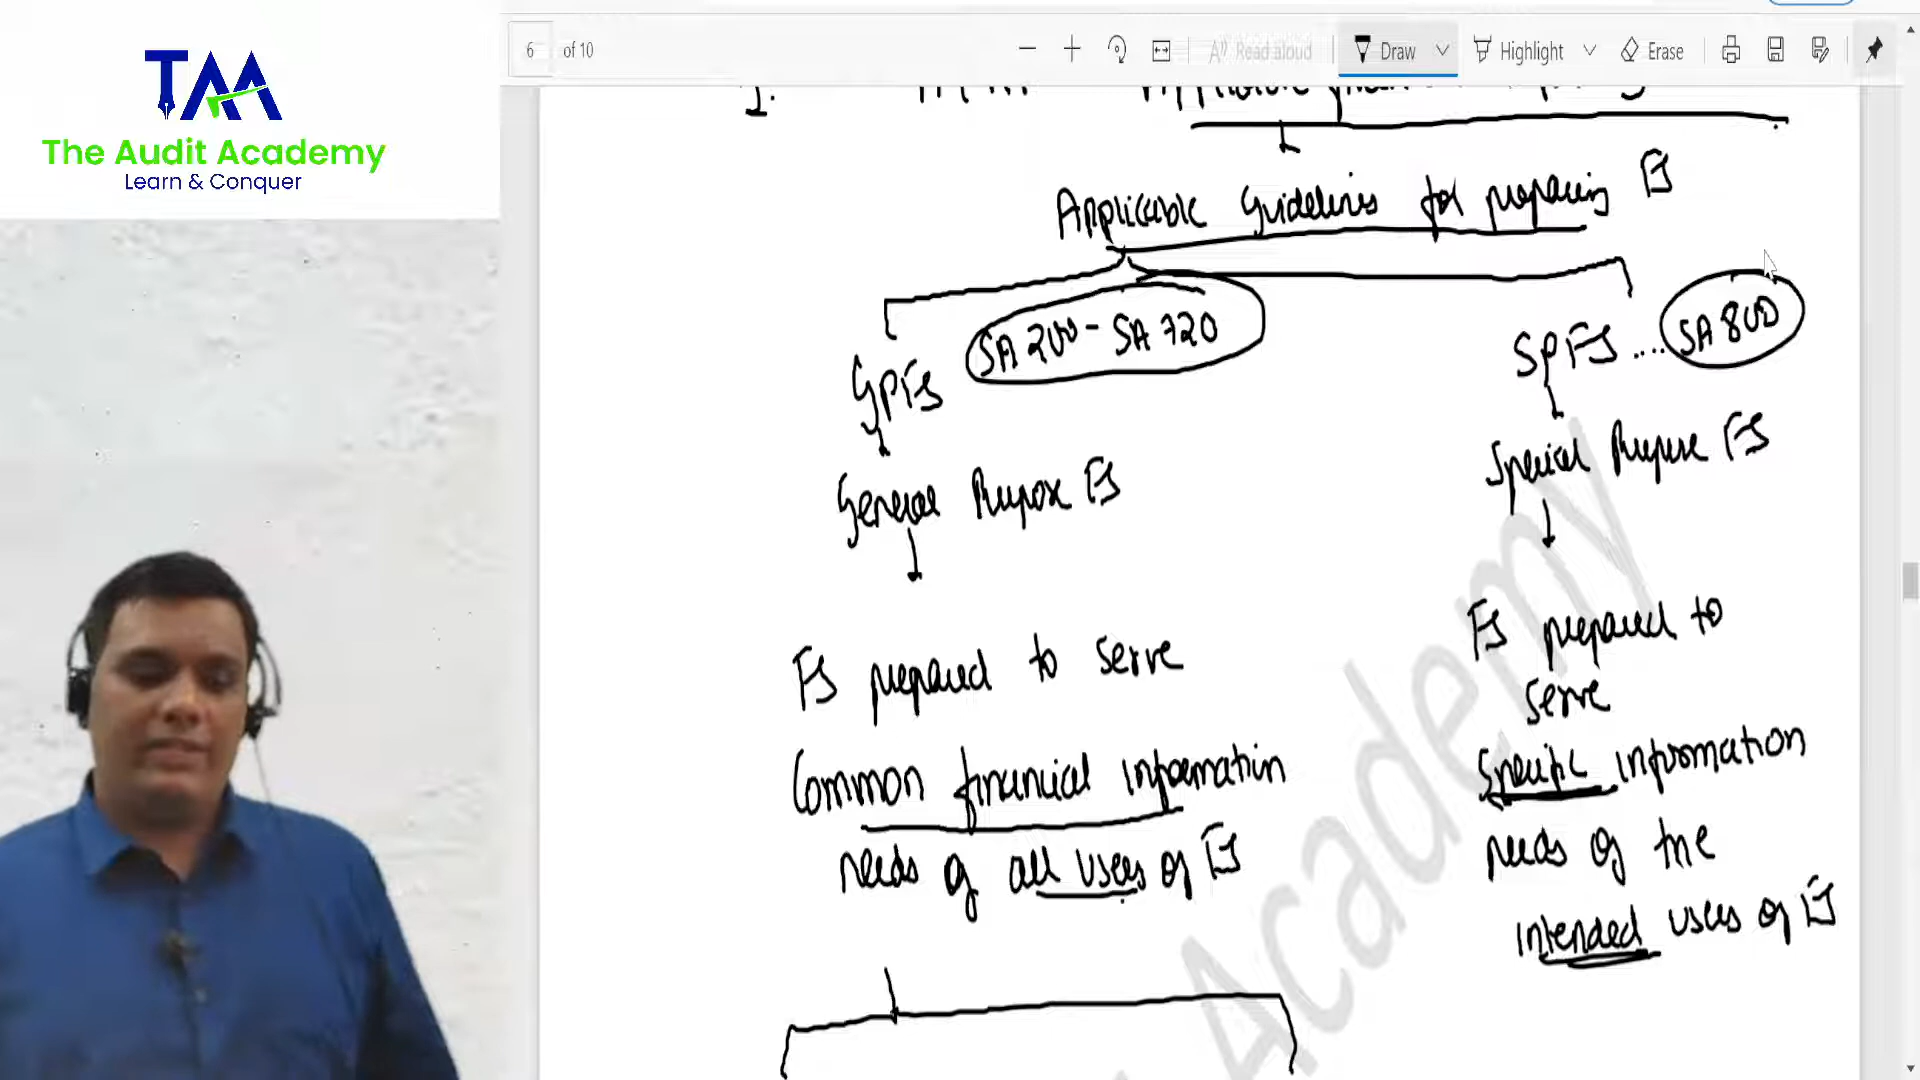 TAA
The Audit Academy
Learn & Conquer
6 of 10
Read aloud
Draw
Highlight
Erase
I.
Applicable guidelines for preparing FS
GPFS SA 200 - SA 720
SPFS .... SA 800
General Purpose FS
Special Purpose FS
FS prepared to serve
Common financial information
needs of all users of FS
FS prepared to
serve
Specific information
needs of the
intended users of FS
Academy